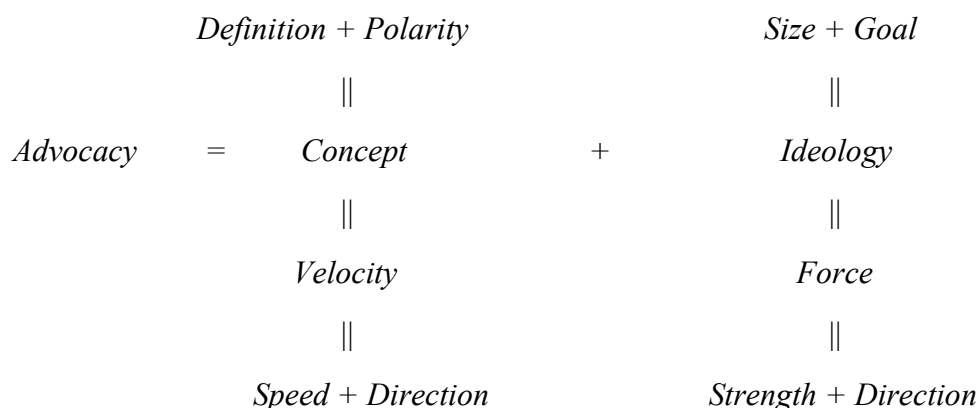 Definition + Polarity Size + Goal
|| ||
Advocacy = Concept + Ideology
|| ||
Velocity Force
|| ||
Speed + Direction Strength + Direction